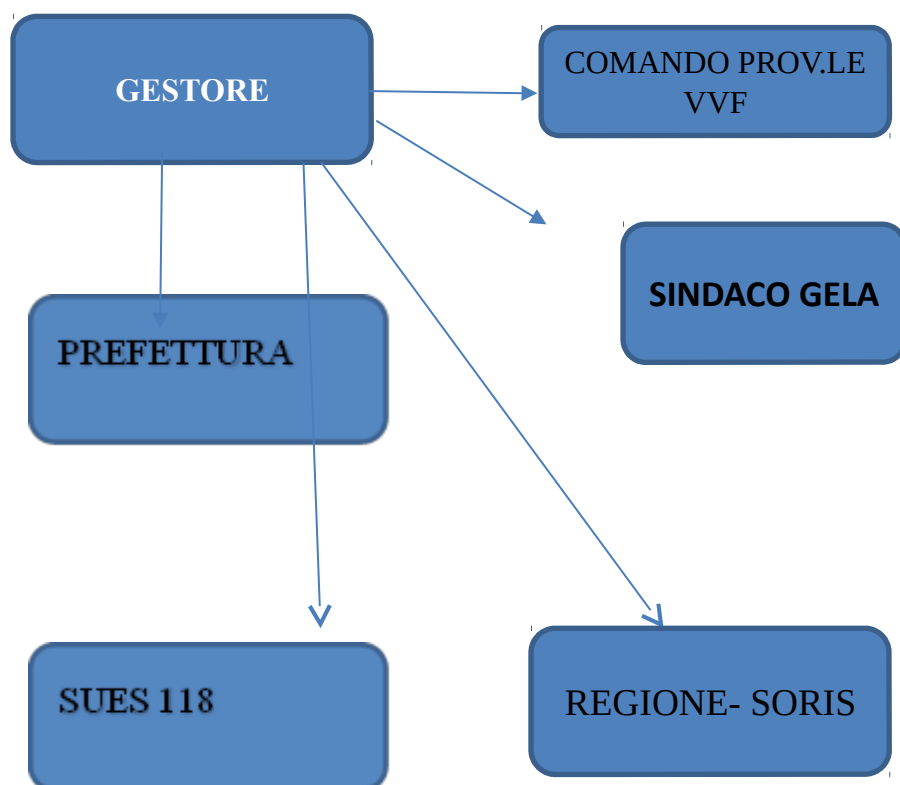 GESTORE
COMANDO PROV.LE
VVF
SINDACO GELA
PREFETTURA
SUES 118
REGIONE- SORIS